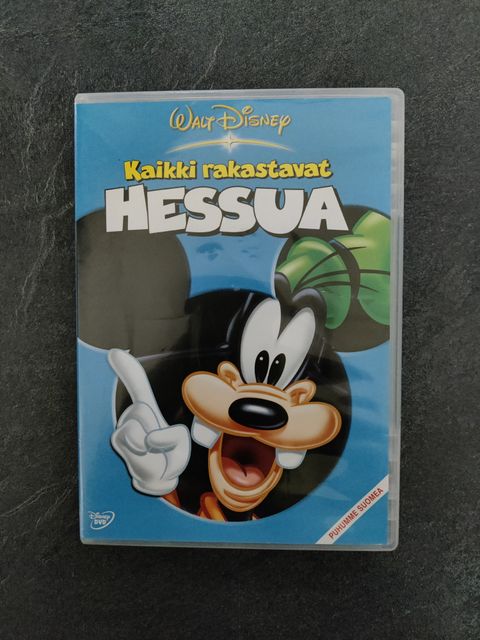 WALT DISNEY
Kaikki rakastavat
HESSUA
Disney
DVD
PUHUMME SUOMEA